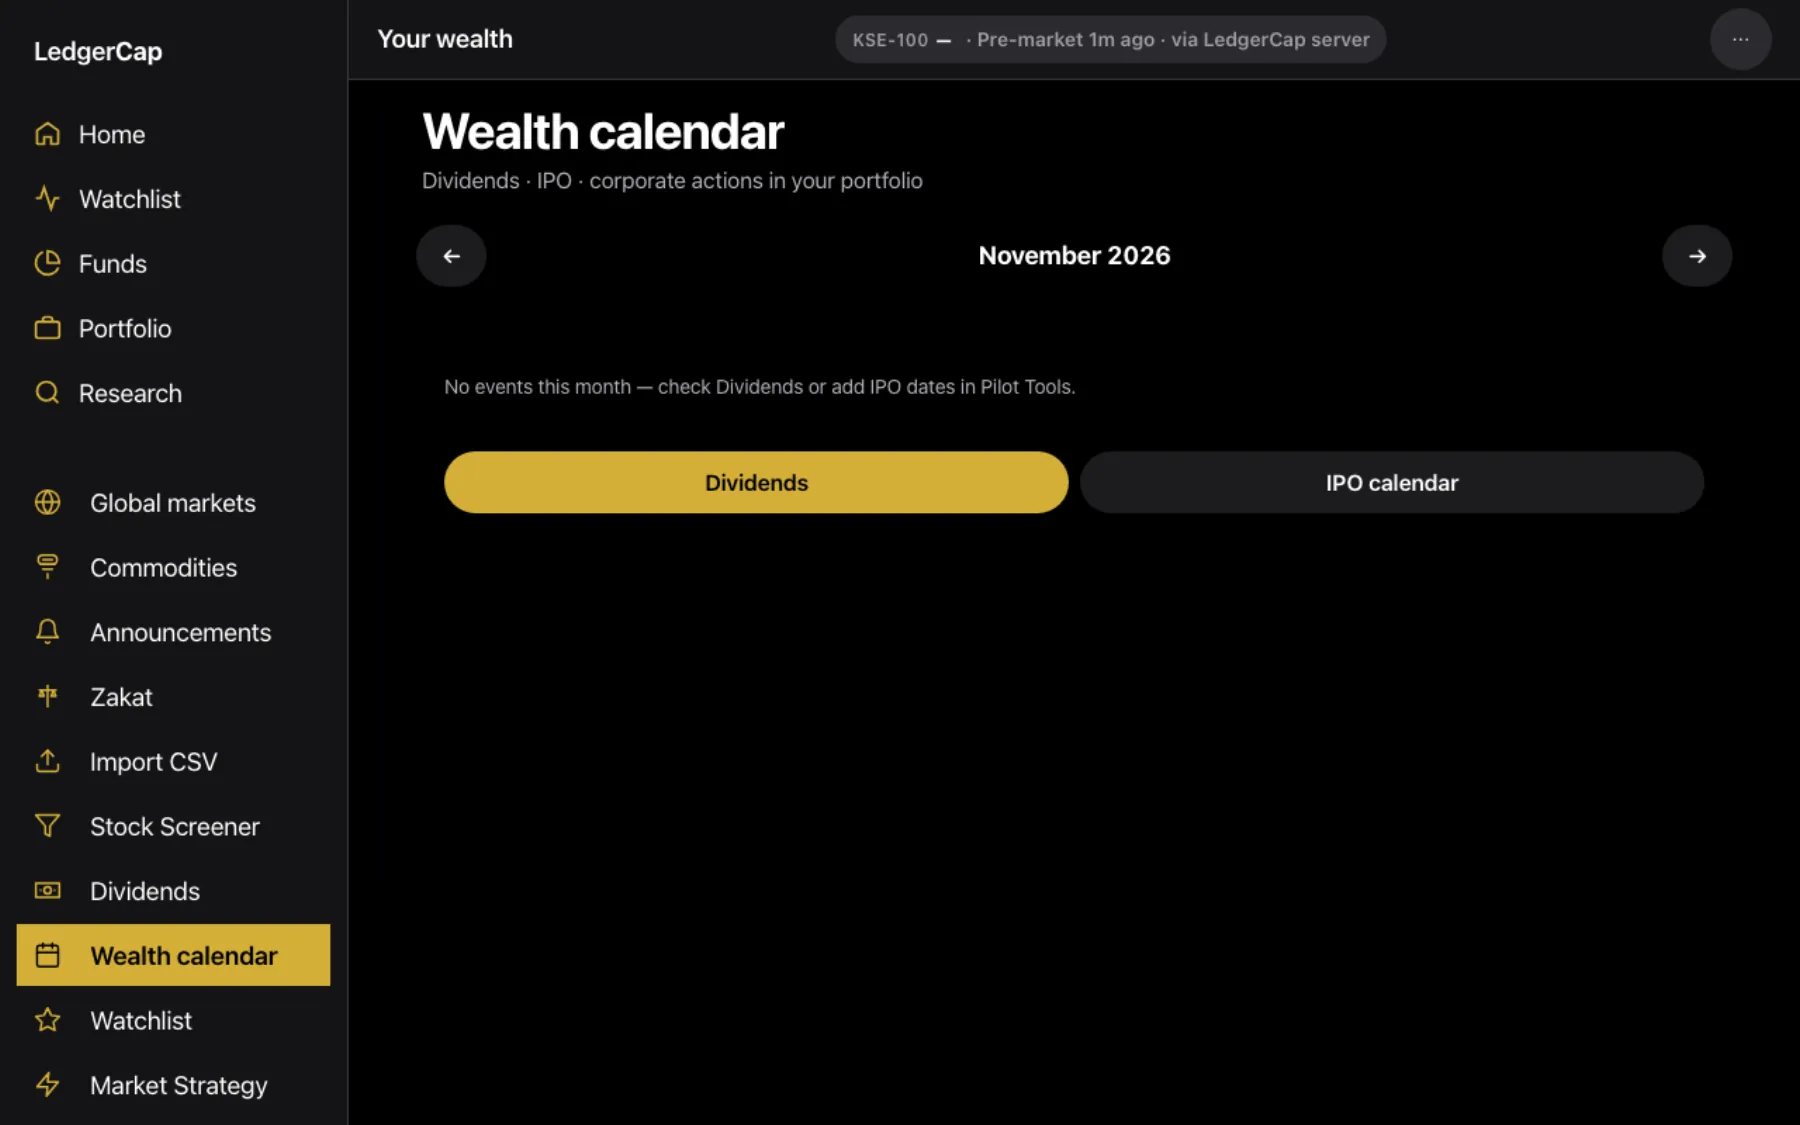 LedgerCap
Home
Watchlist
Funds
Portfolio
Research
Global markets
Commodities
Announcements
Zakat
Import CSV
Stock Screener
Dividends
Wealth calendar
Watchlist
Market Strategy
Your wealth
KSE-100 — · Pre-market 1m ago · via LedgerCap server
...
Wealth calendar
Dividends · IPO · corporate actions in your portfolio
← November 2026 →
No events this month — check Dividends or add IPO dates in Pilot Tools.
Dividends
IPO calendar